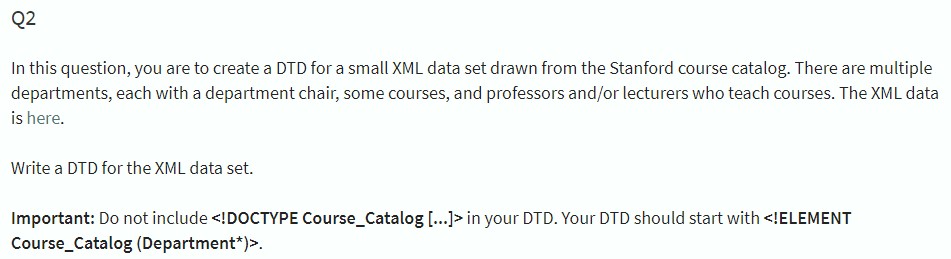 Q2
In this question, you are to create a DTD for a small XML data set drawn from the Stanford course catalog. There are multiple
departments, each with a department chair, some courses, and professors and/or lecturers who teach courses. The XML data
is here.
Write a DTD for the XML data set.
Important: Do not include <!DOCTYPE Course_Catalog [...]> in your DTD. Your DTD should start with <!ELEMENT
Course_Catalog (Department*)>.